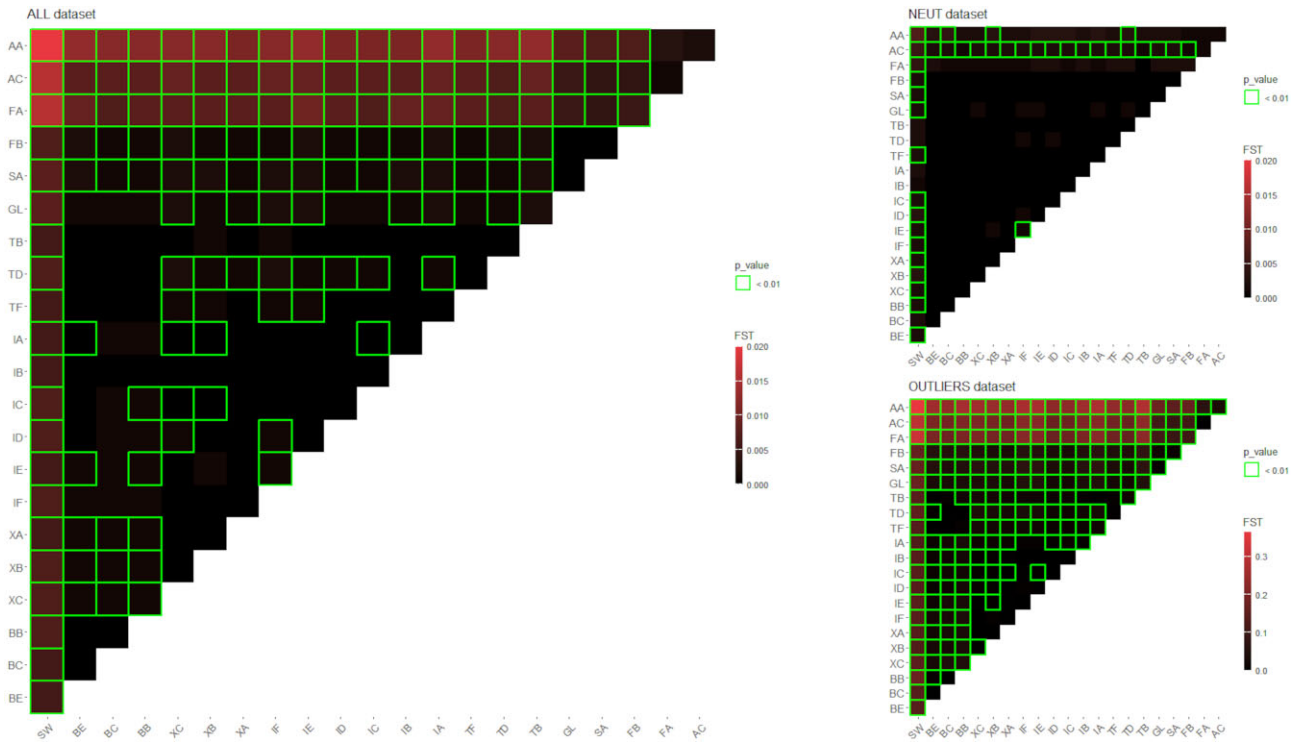 ALL dataset
AA
AC
FA
FB
SA
GL
TB
TD
TF
IA
IB
IC
ID
IE
IF
XA
XB
XC
BB
BC
BE
SW BE BC BB XC XB XA IF IE ID IC IB IA TF TD TB GL SA FB FA AC
p_value
< 0.01
FST
0.020
0.015
0.010
0.005
0.000
NEUT dataset
AA
AC
FA
FB
SA
GL
TB
TD
TF
IA
IB
IC
ID
IE
IF
XA
XB
XC
BB
BC
BE
SW BE BC BB XC XB XA IF IE ID IC IB IA TF TD TB GL SA FB FA AC
p_value
< 0.01
FST
0.020
0.015
0.010
0.005
0.000
OUTLIERS dataset
AA
AC
FA
FB
SA
GL
TB
TD
TF
IA
IB
IC
ID
IE
IF
XA
XB
XC
BB
BC
BE
SW BE BC BB XC XB XA IF IE ID IC IB IA TF TD TB GL SA FB FA AC
p_value
< 0.01
FST
0.3
0.2
0.1
0.0